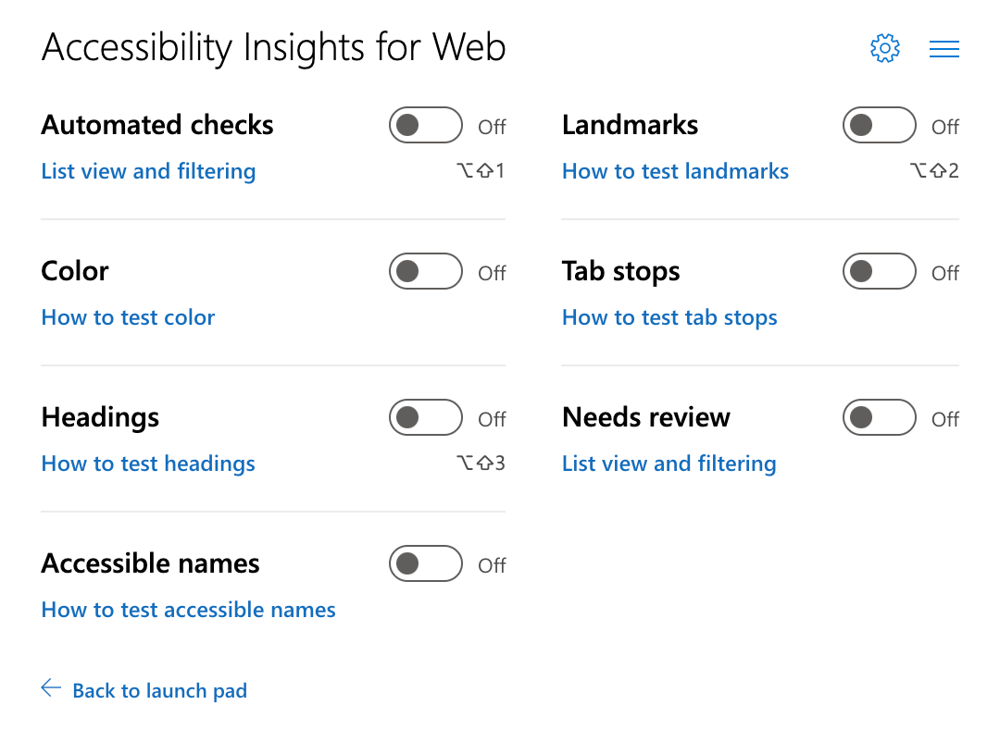 Accessibility Insights for Web
Automated checks Off
List view and filtering ⌥⇧1
Landmarks Off
How to test landmarks ⌥⇧2
Color Off
How to test color
Tab stops Off
How to test tab stops
Headings Off
How to test headings ⌥⇧3
Needs review Off
List view and filtering
Accessible names Off
How to test accessible names
Back to launch pad